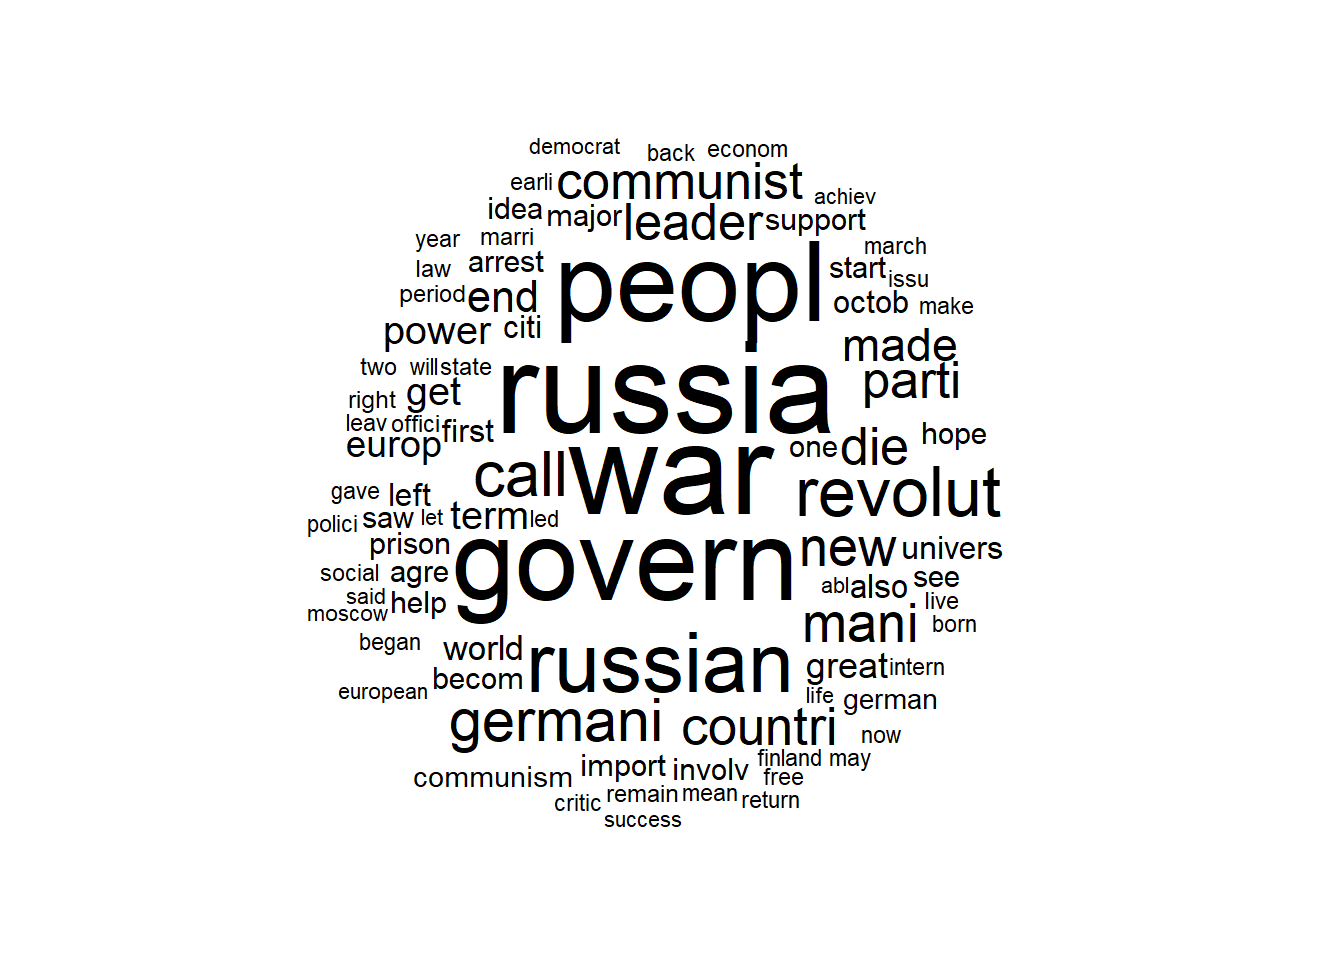 democrat back econom
earli communist achiev
idea major leader support
year marri march
law arrest peopl start issu
period end octob make
power citi made
two will state russia parti
right get
leav offici first one die hope
europ call war revolut
gave left
polici saw let term led new univers
prison govern
social agre abl also see
said help live
moscow mani born
began world russian great intern
european becom life german
germani countri now
communism import involv finland may
free
critic remain mean return
success